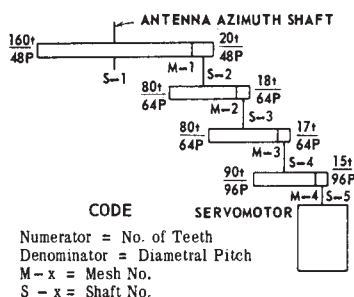 ANTENNA AZIMUTH SHAFT
160t
48P
20t
48P
M-1
S-1
S-2
80t
64P
18t
64P
M-2
S-3
80t
64P
17t
64P
M-3
S-4
90t
96P
15t
96P
M-4
S-5
CODE
SERVOMOTOR
Numerator = No. of Teeth
Denominator = Diametral Pitch
M-x = Mesh No.
S - x = Shaft No.